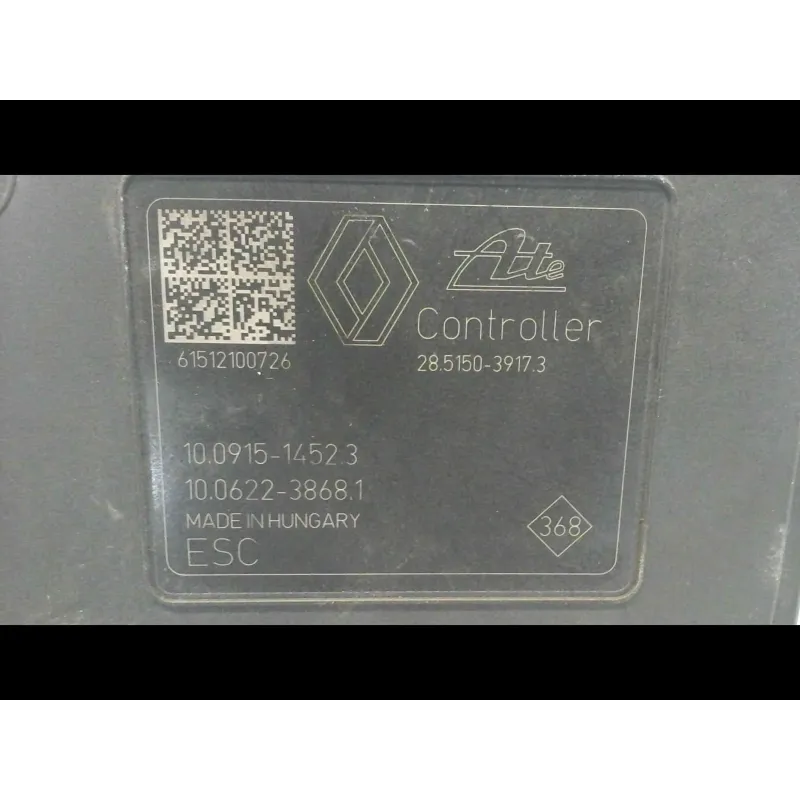 Ate
Controller
61512100726
28.5150-3917.3
10.0915-1452.3
10.0622-3868.1
MADE IN HUNGARY
368
ESC